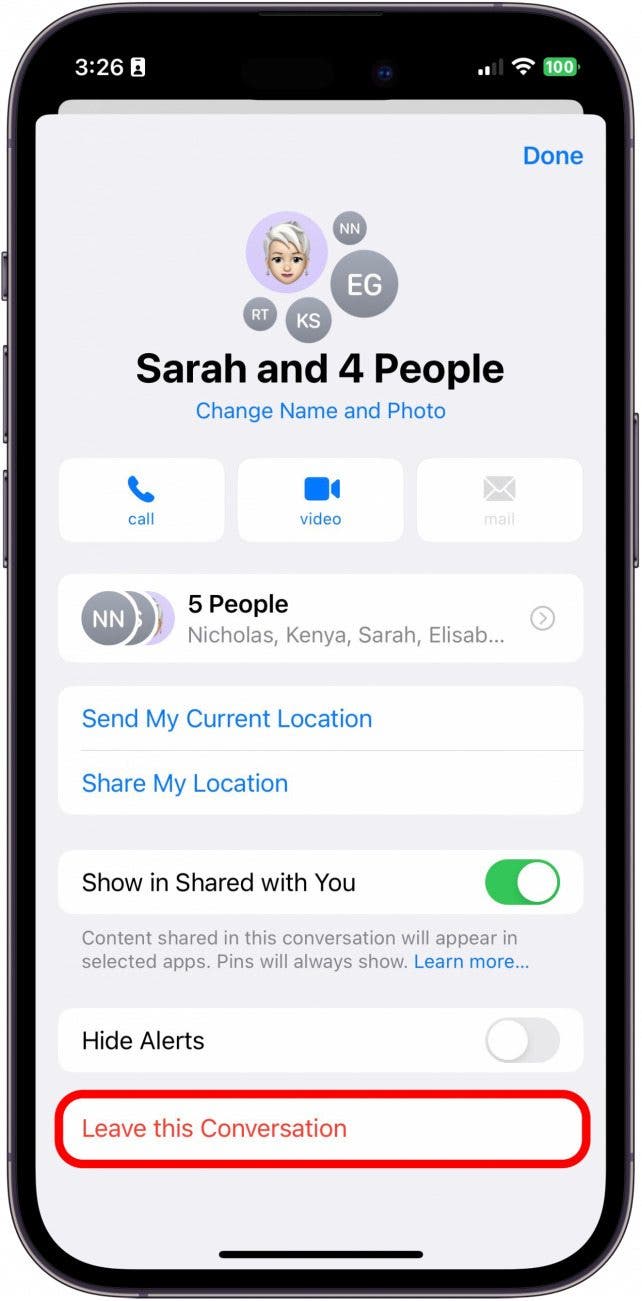 3:26
100
Done
NN
EG
RT
KS
Sarah and 4 People
Change Name and Photo
call
video
mail
NN
S
5 People
Nicholas, Kenya, Sarah, Elisab...
Send My Current Location
Share My Location
Show in Shared with You
Content shared in this conversation will appear in
selected apps. Pins will always show. Learn more...
Hide Alerts
Leave this Conversation